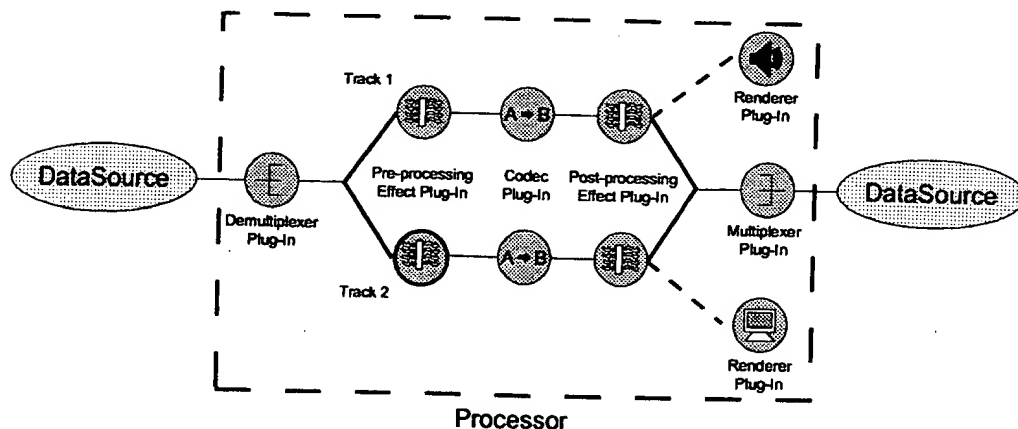 Track 1
Renderer
Plug-In
A➔B
DataSource
Demultiplexer
Plug-In
Pre-processing
Effect Plug-In
Codec
Plug-In
Post-processing
Effect Plug-In
Multiplexer
Plug-In
DataSource
A➔B
Track 2
Renderer
Plug-In
Processor